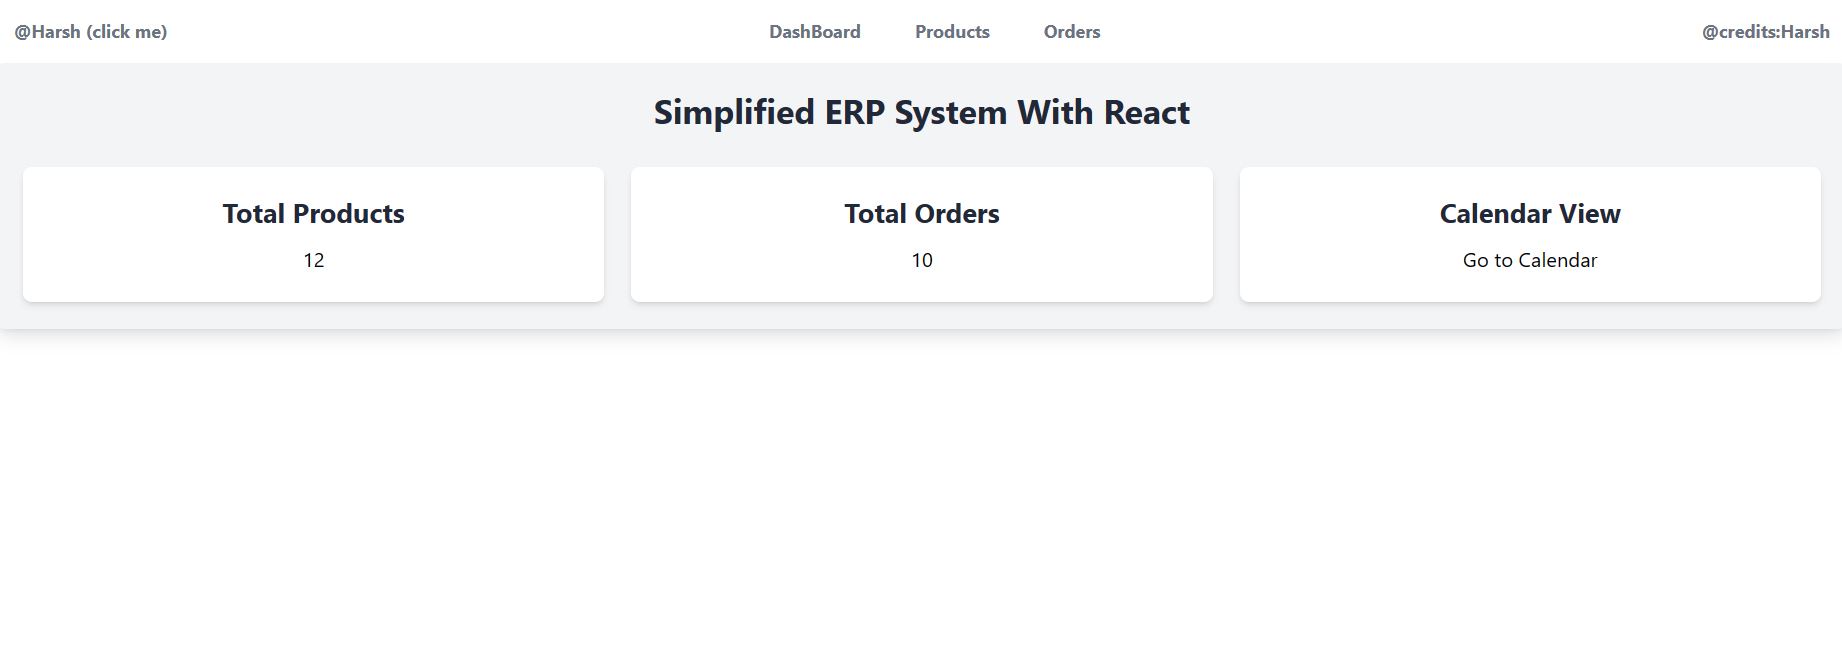 @Harsh (click me) DashBoard Products Orders @credits:Harsh
Simplified ERP System With React
Total Products
12
Total Orders
10
Calendar View
Go to Calendar